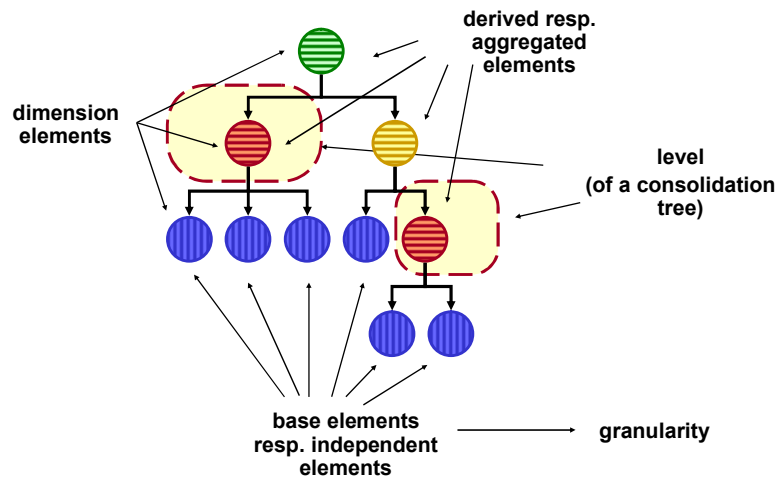 derived resp.
aggregated
elements
dimension
elements
level
(of a consolidation
tree)
base elements
resp. independent
elements
granularity